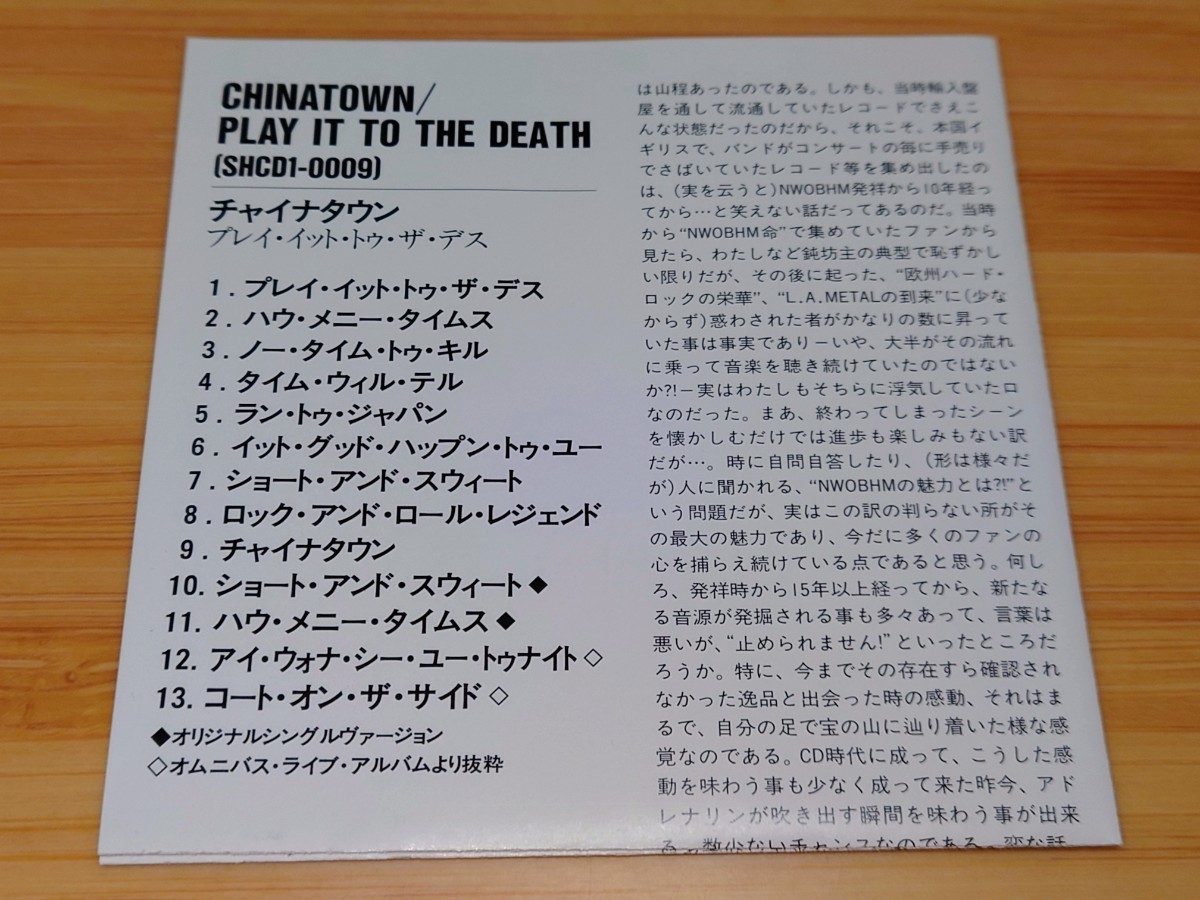 CHINATOWN/
PLAY IT TO THE DEATH
(SHCD1-0009)
チャイナタウン
プレイ・イット・トゥ・ザ・デス
1. プレイ・イット・トゥ・ザ・デス
2. ハウ・メニー・タイムス
3. ノー・タイム・トゥ・キル
4. タイム・ウィル・テル
5. ラン・トゥ・ジャパン
6. イット・グッド・ハップン・トゥ・ユー
7. ショート・アンド・スウィート
8. ロック・アンド・ロール・レジェンド
9. チャイナタウン
10. ショート・アンド・スウィート◆
11. ハウ・メニー・タイムス◆
12. アイ・ウォナ・シー・ユー・トゥナイト◇
13. コート・オン・ザ・サイド◇
◆オリジナルシングルヴァージョン
◇オムニバス・ライブ・アルバムより抜粋
は山程あったのである。しかも、当時輸入盤
屋を通して流通していたレコードでさえこ
んな状態だったのだから、それこそ、本国イ
ギリスで、バンドがコンサートの毎に手売り
でさばいていたレコード等を集め出したの
は、(実を云うと)NWOBHM発祥から10年経っ
てから…と笑えない話だってあるのだ。当時
から“NWOBHM命”で集めていたファンから
見たら、わたしなど鈍坊主の典型で恥ずかし
い限りだが、その後に起った、“欧州ハード・
ロックの栄華”、“L.A.METALの到来”に(少な
からず)惑わされた者がかなりの数に昇って
いた事は事実でありーいや、大半がその流れ
に乗って音楽を聴き続けていたのではない
か?!ー実はわたしもそちらに浮気していたロ
なのだった。まあ、終わってしまったシーン
を懐かしむだけでは進歩も楽しみもない訳
だが…。時に自問自答したり、(形は様々だ
が)人に聞かれる、“NWOBHMの魅力とは?!”と
いう問題だが、実はこの訳の判らない所がそ
の最大の魅力であり、今だに多くのファンの
心を捕らえ続けている点であると思う。何し
ろ、発祥時から15年以上経ってから、新たな
る音源が発掘される事も多々あって、言葉は
悪いが、“止められません!”といったところだ
ろうか。特に、今までその存在すら確認され
なかった逸品と出会った時の感動、それはま
るで、自分の足で宝の山に辿り着いた様な感
覚なのである。CD時代に成って、こうした感
動を味わう事も少なく成って来た昨今、アド
レナリンが吹き出す瞬間を味わう事が出来
る、数少ないチャンスなのである。変な話、